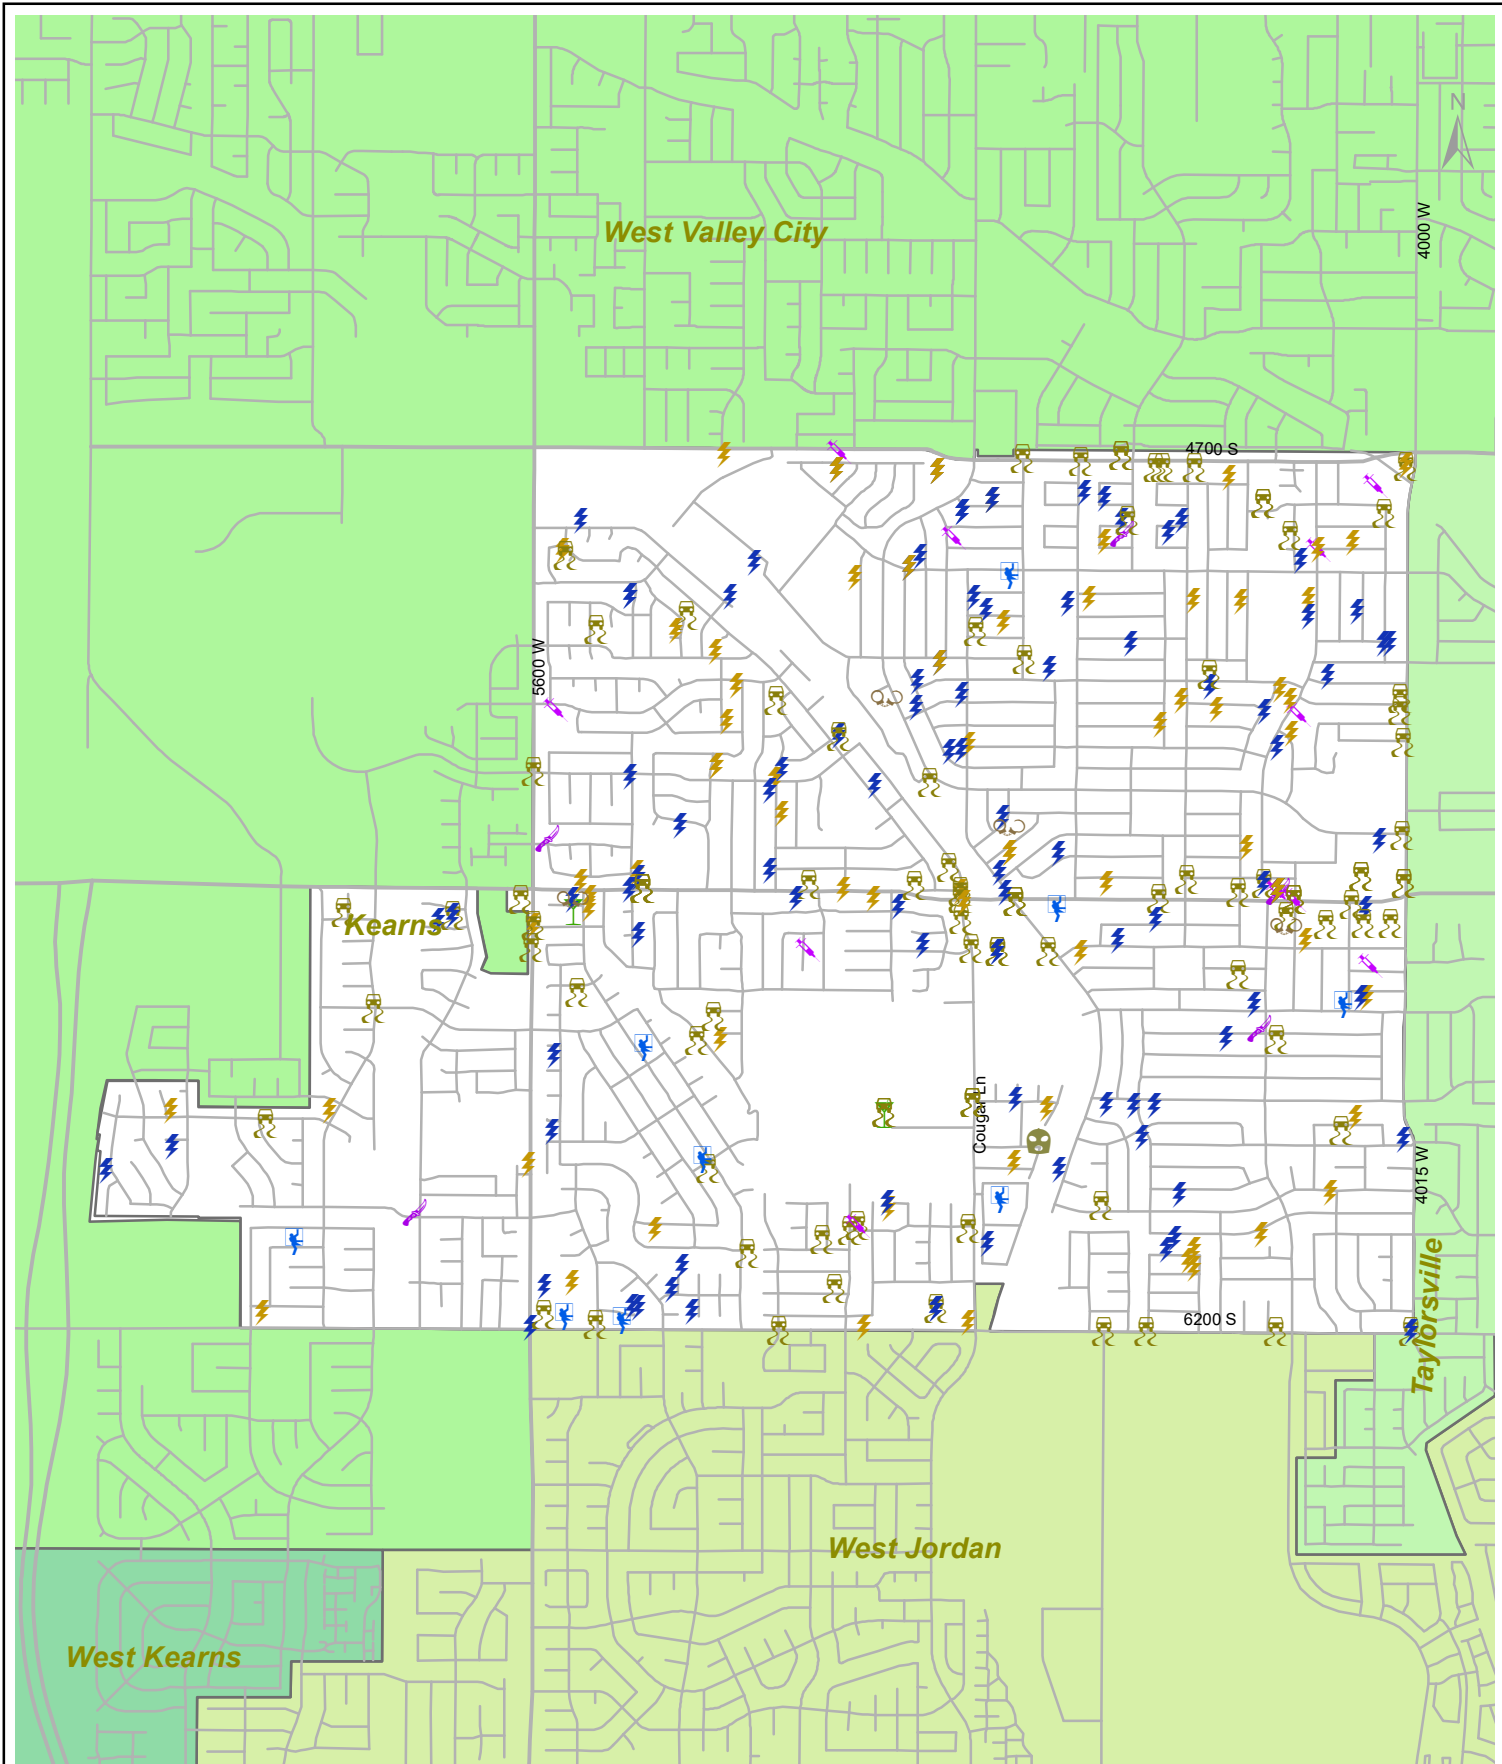 N
4000 W
West Valley City
4700 S
5600 W
Kearns
Cougar Ln
4015 W
Taylorsville
6200 S
West Jordan
West Kearns